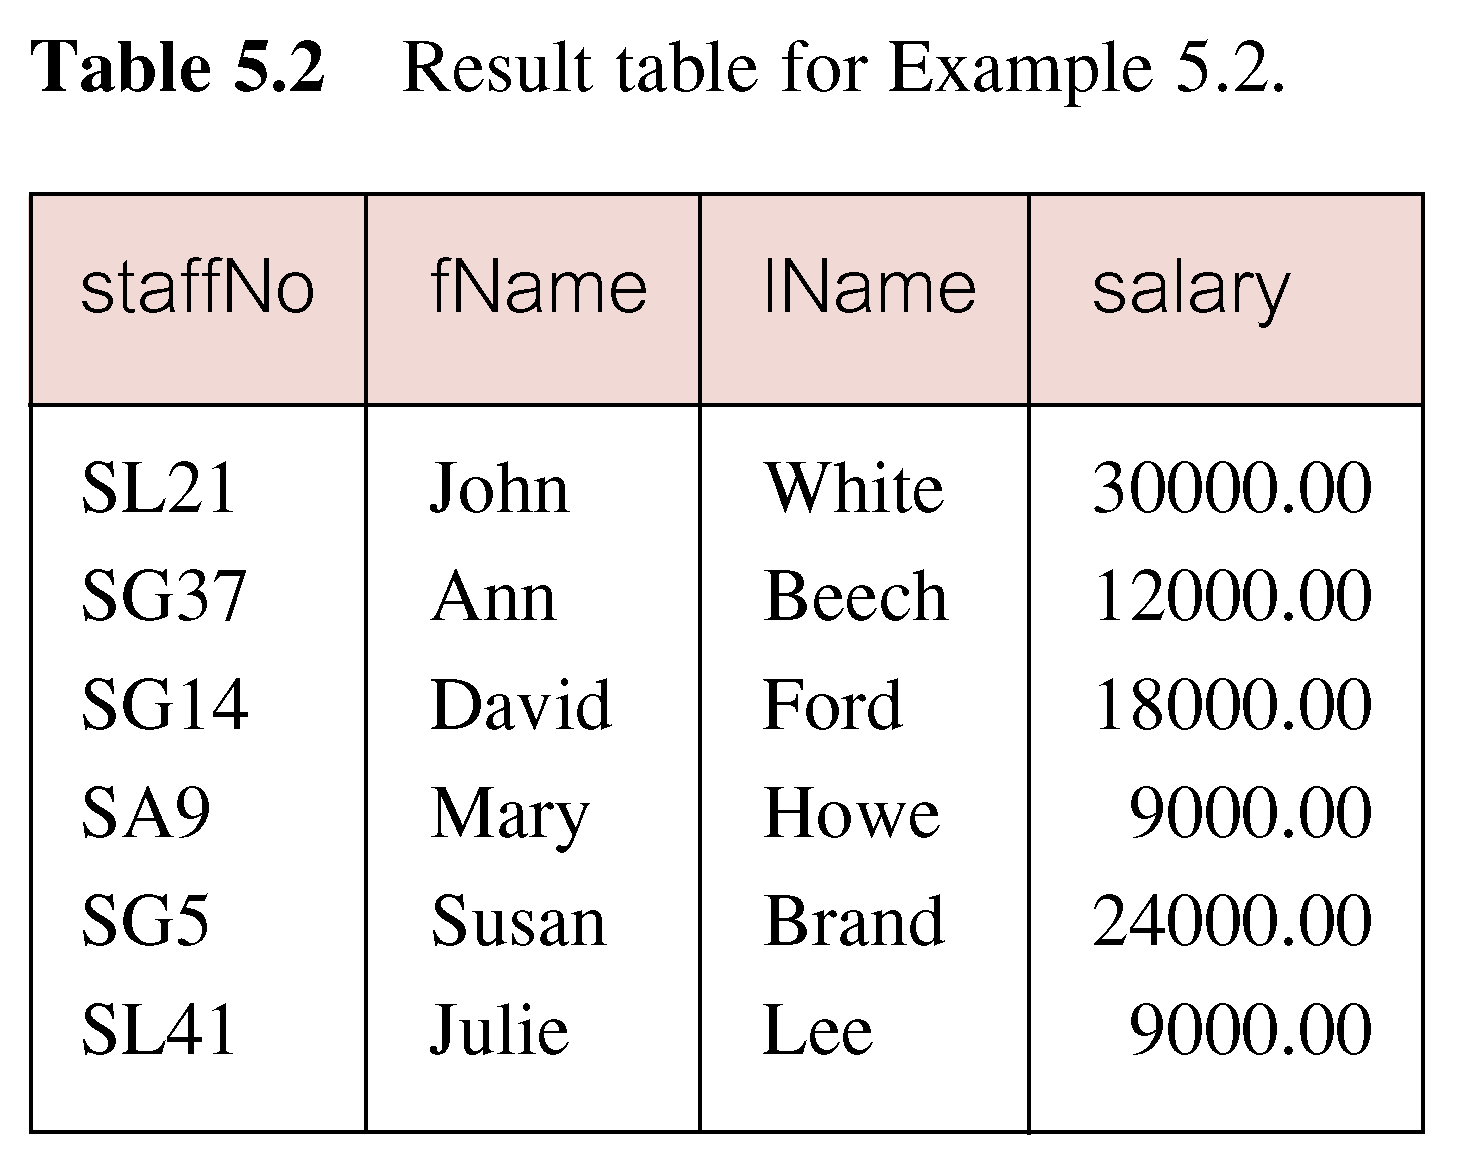 Table 5.2 Result table for Example 5.2.
staffNo fName lName salary
SL21 John White 30000.00
SG37 Ann Beech 12000.00
SG14 David Ford 18000.00
SA9 Mary Howe 9000.00
SG5 Susan Brand 24000.00
SL41 Julie Lee 9000.00